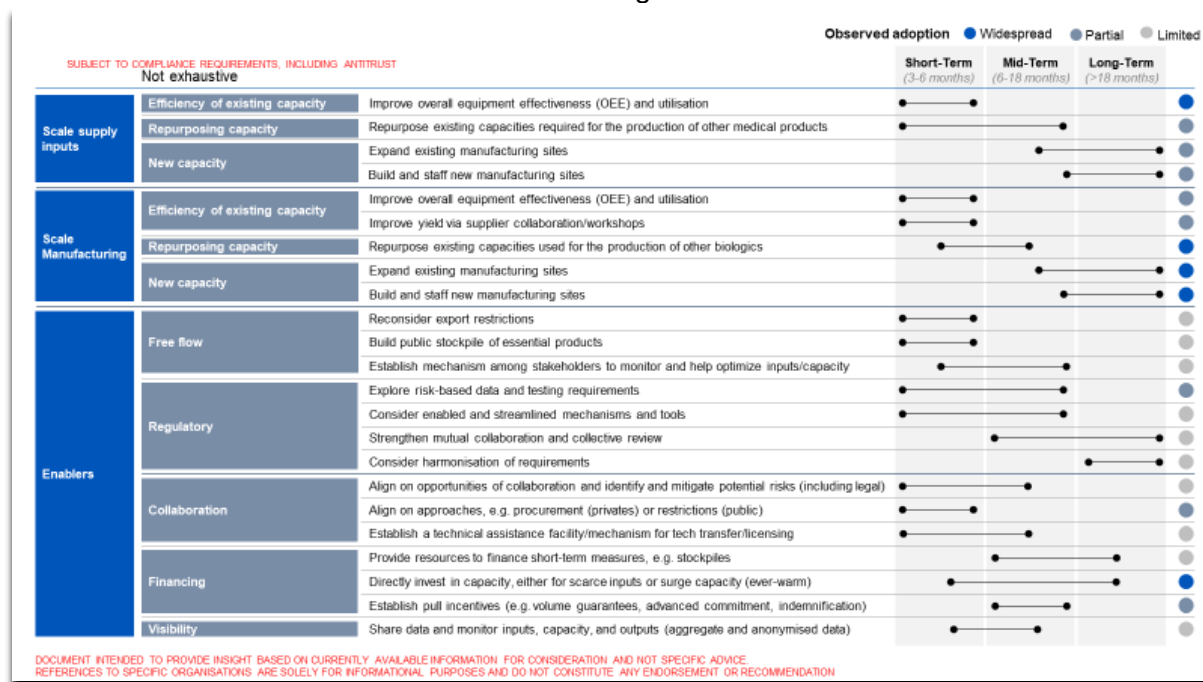 Observed adoption Widespread Partial Limited
SUBJECT TO COMPLIANCE REQUIREMENTS, INCLUDING ANTITRUST
Not exhaustive
Short-Term Mid-Term Long-Term
(3-6 months) (6-18 months) (>18 months)
Scale supply inputs
Efficiency of existing capacity Improve overall equipment effectiveness (OEE) and utilisation
Repurposing capacity Repurpose existing capacities required for the production of other medical products
New capacity Expand existing manufacturing sites
Build and staff new manufacturing sites
Scale Manufacturing
Efficiency of existing capacity Improve overall equipment effectiveness (OEE) and utilisation
Improve yield via supplier collaboration/workshops
Repurposing capacity Repurpose existing capacities used for the production of other biologics
New capacity Expand existing manufacturing sites
Build and staff new manufacturing sites
Enablers
Free flow Reconsider export restrictions
Build public stockpile of essential products
Establish mechanism among stakeholders to monitor and help optimize inputs/capacity
Regulatory Explore risk-based data and testing requirements
Consider enabled and streamlined mechanisms and tools
Strengthen mutual collaboration and collective review
Consider harmonisation of requirements
Collaboration Align on opportunities of collaboration and identify and mitigate potential risks (including legal)
Align on approaches, e.g. procurement (privates) or restrictions (public)
Establish a technical assistance facility/mechanism for tech transfer/licensing
Financing Provide resources to finance short-term measures, e.g. stockpiles
Directly invest in capacity, either for scarce inputs or surge capacity (ever-warm)
Establish pull incentives (e.g. volume guarantees, advanced commitment, indemnification)
Visibility Share data and monitor inputs, capacity, and outputs (aggregate and anonymised data)
DOCUMENT INTENDED TO PROVIDE INSIGHT BASED ON CURRENTLY AVAILABLE INFORMATION FOR CONSIDERATION AND NOT SPECIFIC ADVICE.
REFERENCES TO SPECIFIC ORGANISATIONS ARE SOLELY FOR INFORMATIONAL PURPOSES AND DO NOT CONSTITUTE ANY ENDORSEMENT OR RECOMMENDATION